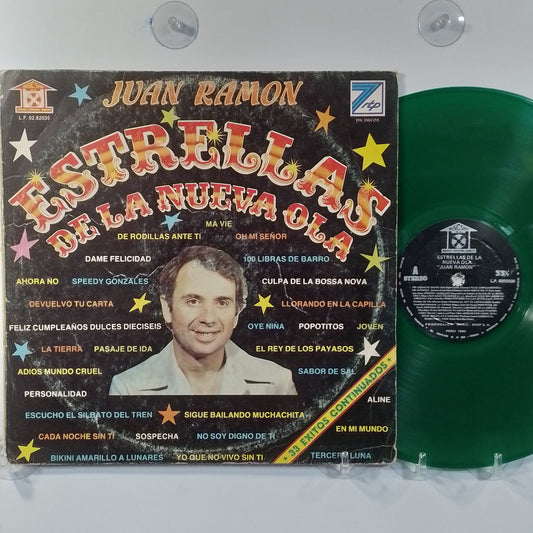 L.P. 02.82020
JUAN RAMON
7 rtp
ESTRELLAS
DE LA NUEVA OLA
MA VIE
DE RODILLAS ANTE TI
OH MI SEÑOR
DAME FELICIDAD
100 LIBRAS DE BARRO
AHORA NO
SPEEDY GONZALES
CULPA DE LA BOSSA NOVA
DEVUELVO TU CARTA
LLORANDO EN LA CAPILLA
FELIZ CUMPLEAÑOS DULCES DIECISEIS
OYE NIÑA
POPOTITOS
JOVEN
LA TIERRA
PASAJE DE IDA
EL REY DE LOS PAYASOS
ADIOS MUNDO CRUEL
SABOR DE SAL
PERSONALIDAD
ALINE
ESCUCHO EL SILBATO DEL TREN
SIGUE BAILANDO MUCHACHITA
EN MI MUNDO
CADA NOCHE SIN TI
SOSPECHA
NO SOY DIGNO DE TI
BIKINI AMARILLO A LUNARES
YO QUE NO VIVO SIN TI
TERCERA LUNA
* 33 EXITOS CONTINUADOS *
ESTRELLAS DE LA
NUEVA OLA
"JUAN RAMON"
A
STEREO
33⅓